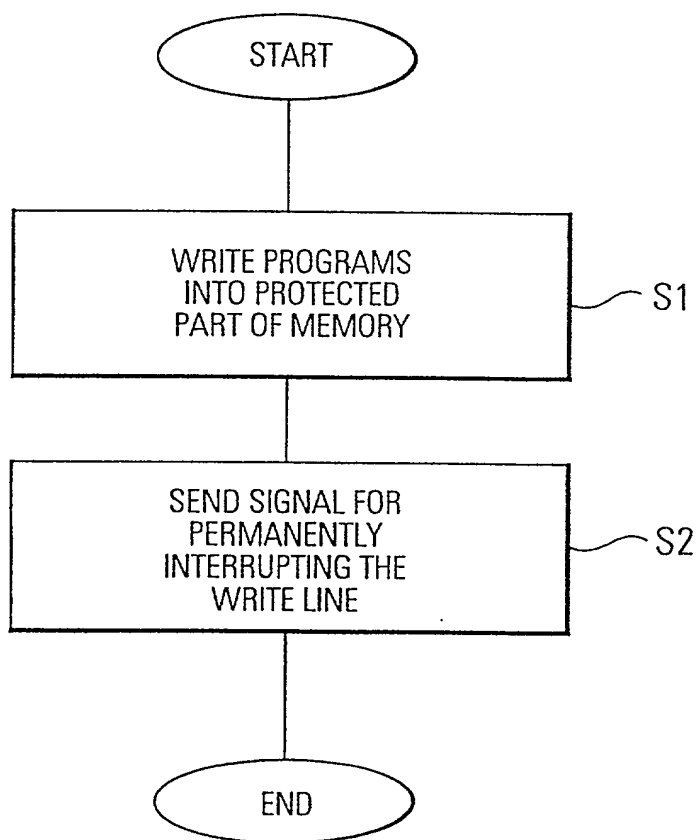 START
WRITE PROGRAMS
INTO PROTECTED
PART OF MEMORY
S1
SEND SIGNAL FOR
PERMANENTLY
INTERRUPTING THE
WRITE LINE
S2
END